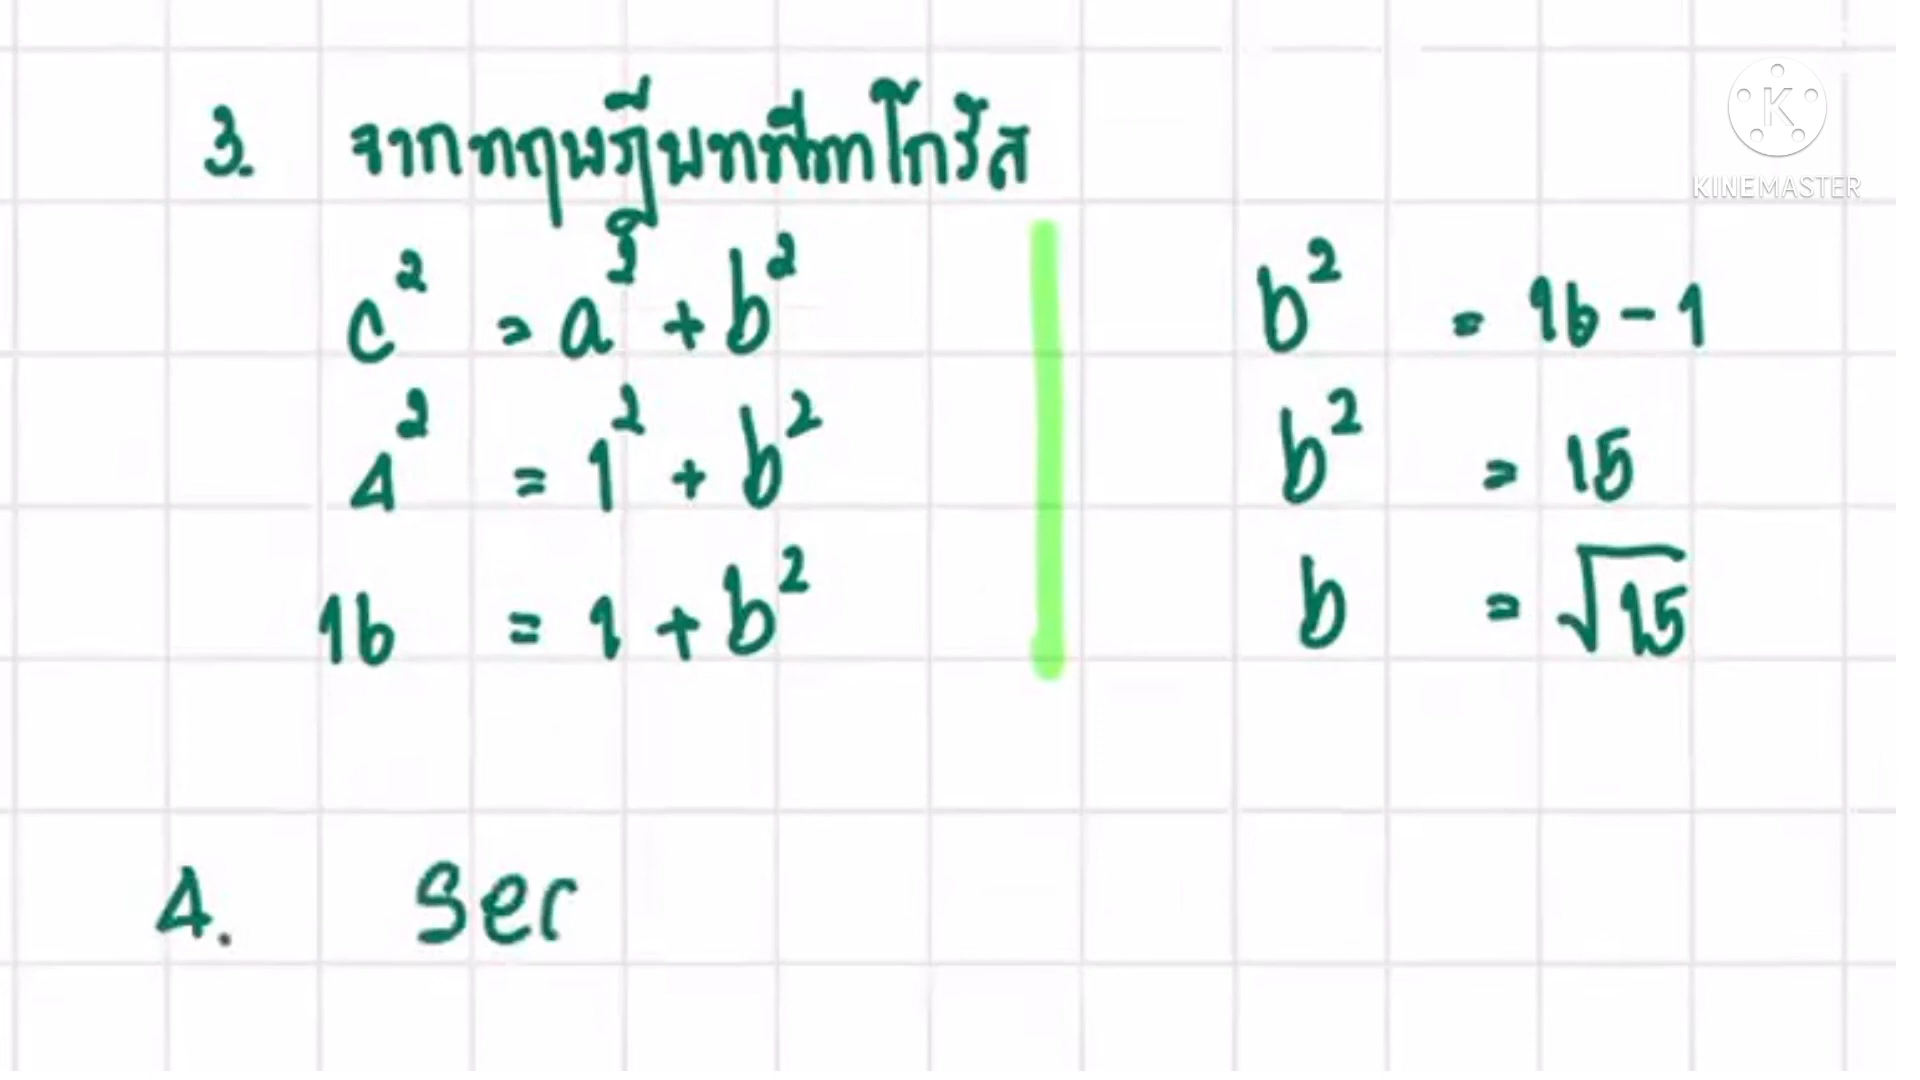 3. จากทฤษฎีบทพีทาโกรัส
c² = a² + b²
4² = 1² + b²
16 = 1 + b²
b² = 16 - 1
b² = 15
b = √15
4. sec
K
KINEMASTER